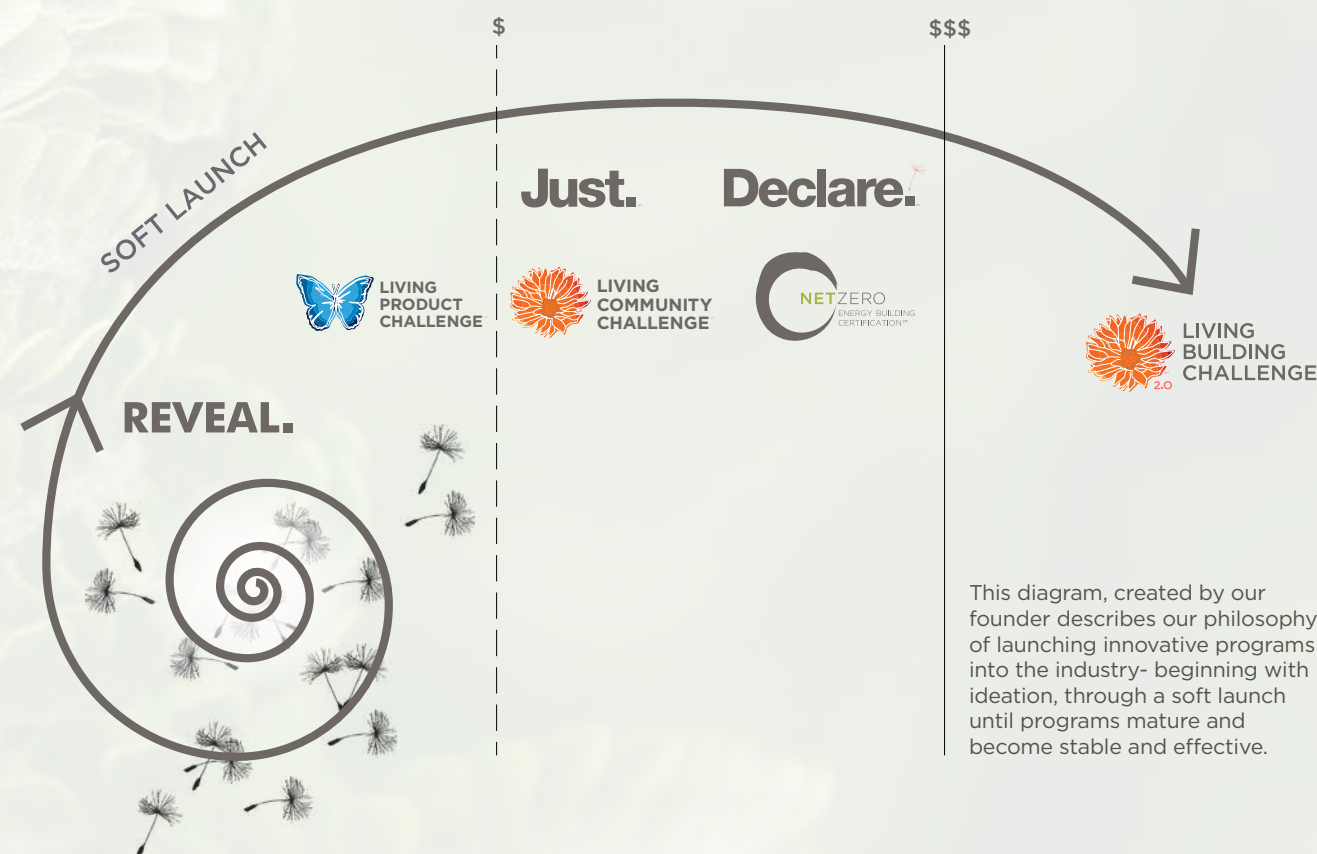 $
$$$
SOFT LAUNCH
Just.
Declare.
LIVING
PRODUCT
CHALLENGE
LIVING
COMMUNITY
CHALLENGE
NETZERO
ENERGY BUILDING
CERTIFICATION℠
LIVING
BUILDING
CHALLENGE
2.0
REVEAL.
This diagram, created by our
founder describes our philosophy
of launching innovative programs
into the industry- beginning with
ideation, through a soft launch
until programs mature and
become stable and effective.